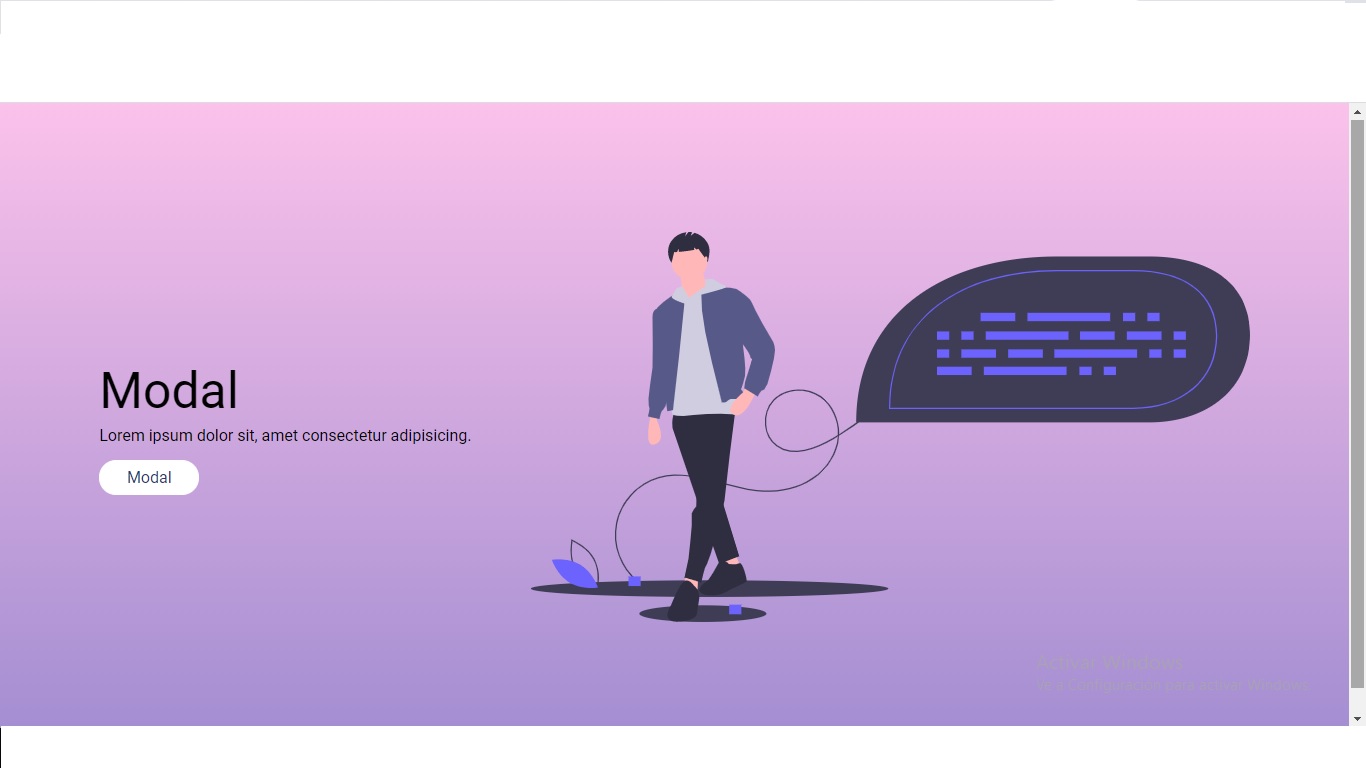 Modal
Lorem ipsum dolor sit, amet consectetur adipisicing.
Modal
Activar Windows
Ve a Configuración para activar Windows.